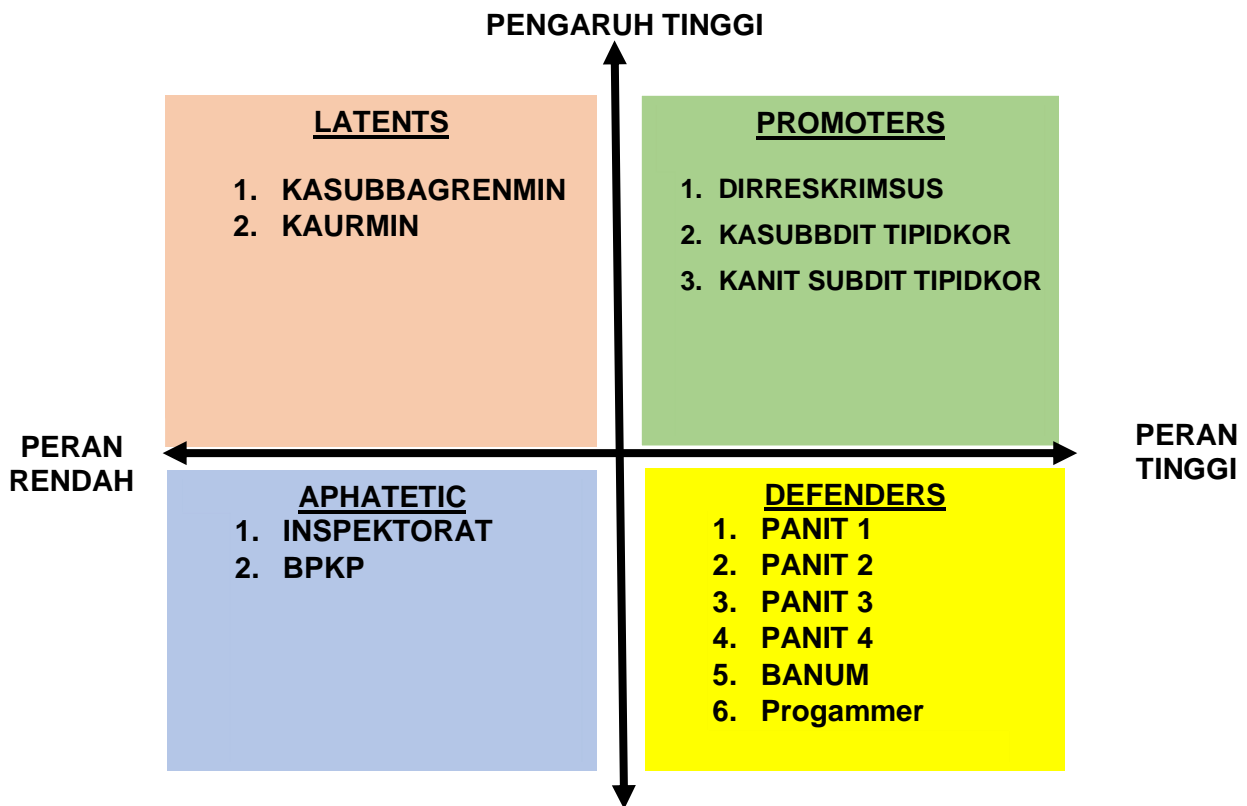 PENGARUH TINGGI
LATENTS
1. KASUBBAGRENMIN
2. KAURMIN
PROMOTERS
1. DIRRESKRIMSUS
2. KASUBBDIT TIPIDKOR
3. KANIT SUBDIT TIPIDKOR
PERAN
RENDAH
PERAN
TINGGI
APHATETIC
1. INSPEKTORAT
2. BPKP
DEFENDERS
1. PANIT 1
2. PANIT 2
3. PANIT 3
4. PANIT 4
5. BANUM
6. Progammer